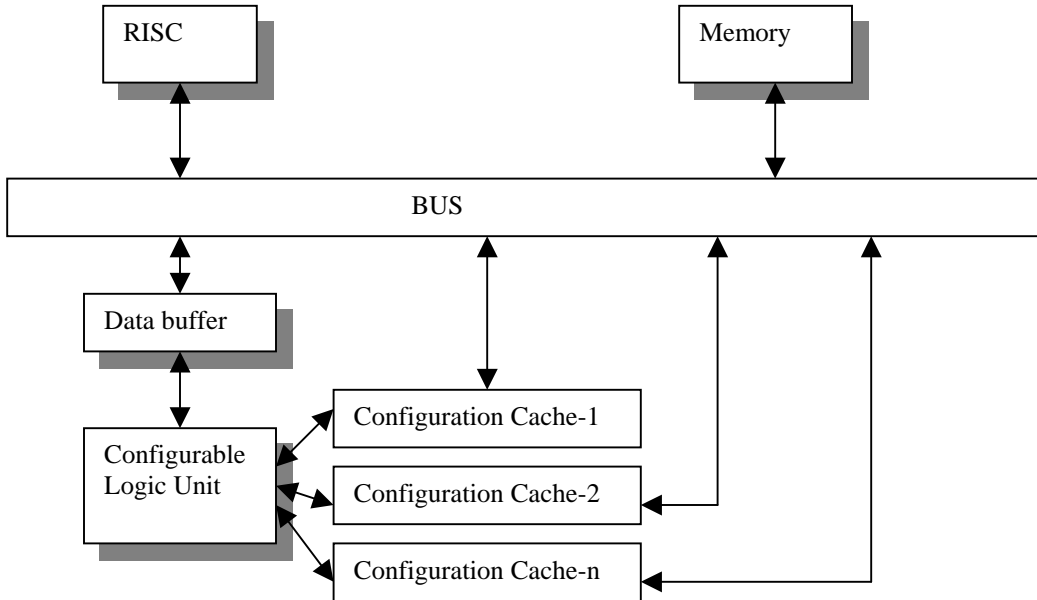 RISC
Memory
BUS
Data buffer
Configurable
Logic Unit
Configuration Cache-1
Configuration Cache-2
Configuration Cache-n